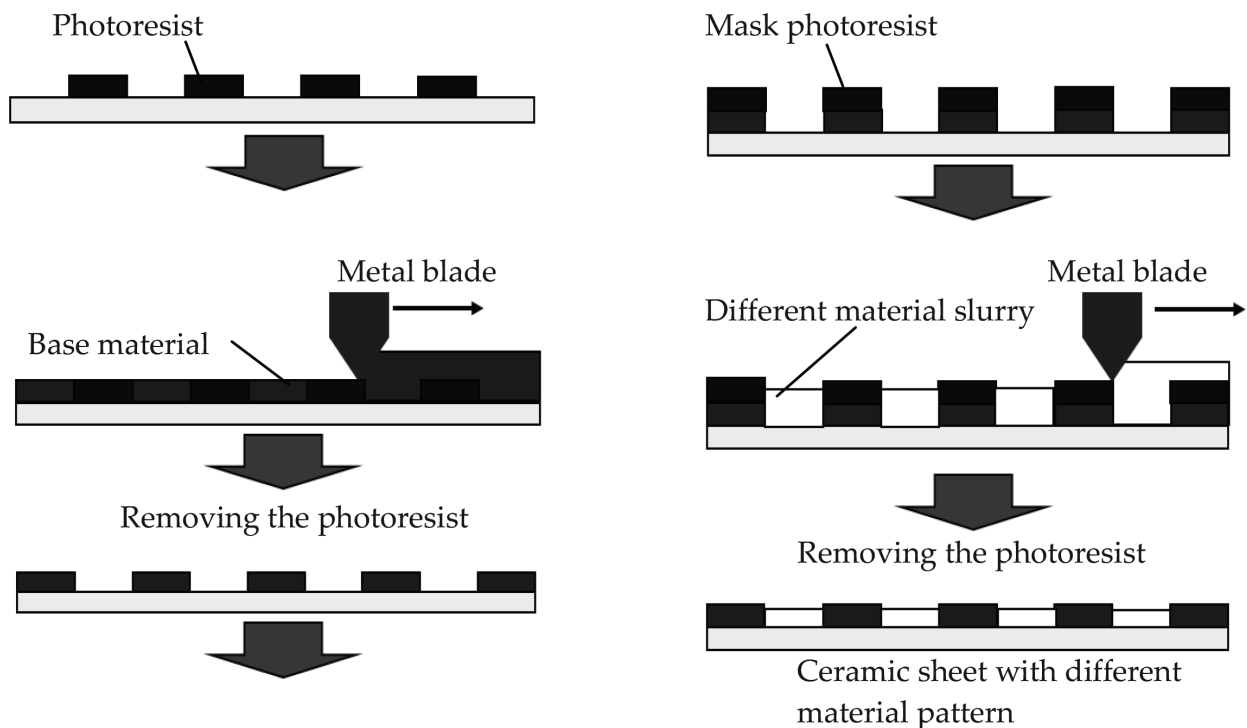 Photoresist
Metal blade
Base material
Removing the photoresist
Mask photoresist
Metal blade
Different material slurry
Removing the photoresist
Ceramic sheet with different
material pattern